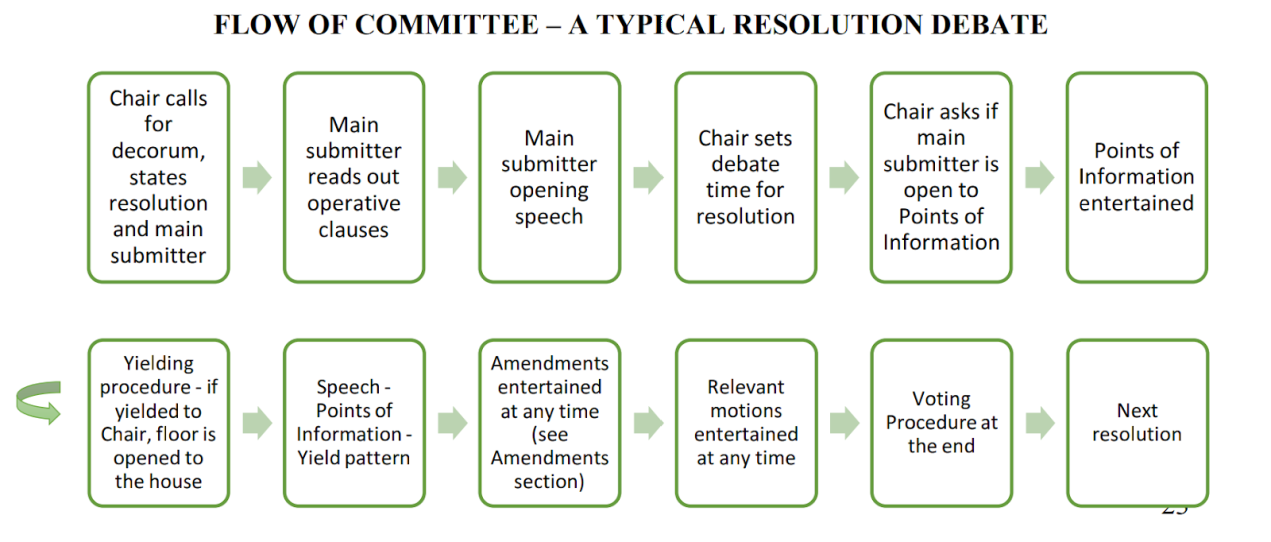 FLOW OF COMMITTEE – A TYPICAL RESOLUTION DEBATE
Chair calls
for
decorum,
states
resolution
and main
submitter
Main
submitter
reads out
operative
clauses
Main
submitter
opening
speech
Chair sets
debate
time for
resolution
Chair asks if
main
submitter is
open to
Points of
Information
Points of
Information
entertained
Yielding
procedure - if
yielded to
Chair, floor is
opened to
the house
Speech -
Points of
Information -
Yield pattern
Amendments
entertained
at any time
(see
Amendments
section)
Relevant
motions
entertained
at any time
Voting
Procedure at
the end
Next
resolution